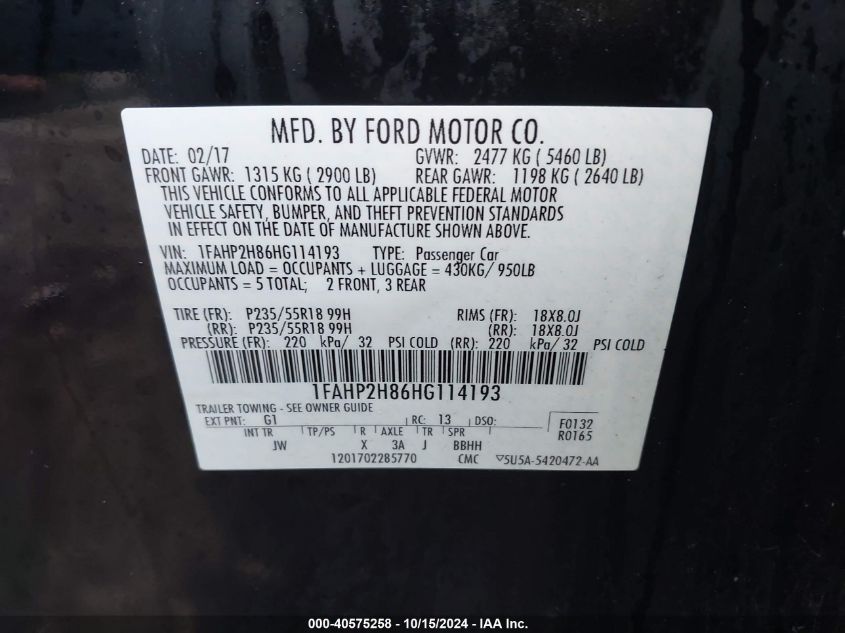 MFD. BY FORD MOTOR CO.
DATE: 02/17 GVWR: 2477 KG ( 5460 LB)
FRONT GAWR: 1315 KG ( 2900 LB) REAR GAWR: 1198 KG ( 2640 LB)
THIS VEHICLE CONFORMS TO ALL APPLICABLE FEDERAL MOTOR
VEHICLE SAFETY, BUMPER, AND THEFT PREVENTION STANDARDS
IN EFFECT ON THE DATE OF MANUFACTURE SHOWN ABOVE.
VIN: 1FAHP2H86HG114193 TYPE: Passenger Car
MAXIMUM LOAD = OCCUPANTS + LUGGAGE = 430KG/ 950LB
OCCUPANTS = 5 TOTAL; 2 FRONT, 3 REAR
TIRE (FR): P235/55R18 99H RIMS (FR): 18X8.0J
(RR): P235/55R18 99H (RR): 18X8.0J
PRESSURE (FR): 220 kPa/ 32 PSI COLD (RR): 220 kPa/ 32 PSI COLD
1FAHP2H86HG114193
TRAILER TOWING - SEE OWNER GUIDE
EXT PNT: G1 RC: 13 DSO: F0132
INT TR TP/PS R AXLE TR SPR R0165
JW X 3A J BBHH
1201702285770 CMC ▽5U5A-5420472-AA
000-40575258 - 10/15/2024 - IAA Inc.